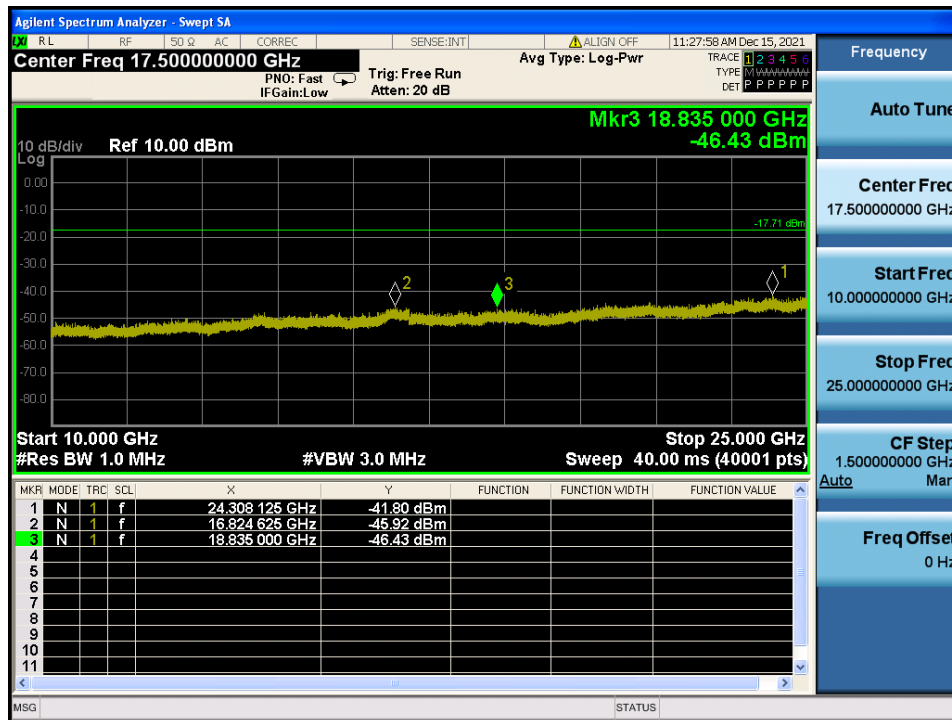 Agilent Spectrum Analyzer - Swept SA
LXI RL RF 50 Ω AC CORREC SENSE:INT ALIGN OFF 11:27:58 AM Dec 15, 2021
Center Freq 17.500000000 GHz Avg Type: Log-Pwr TRACE 1 2 3 4 5 6
PNO: Fast Trig: Free Run TYPE M W W W W W
IFGain:Low Atten: 20 dB DET P P P P P P
Mkr3 18.835 000 GHz
-46.43 dBm
10 dB/div Ref 10.00 dBm
Log
0.00
-10.0
-17.71 dBm
-20.0
-30.0
1
2
3
-40.0
-50.0
-60.0
-70.0
-80.0
Start 10.000 GHz Stop 25.000 GHz
#Res BW 1.0 MHz #VBW 3.0 MHz Sweep 40.00 ms (40001 pts)
MKR MODE TRC SCL X Y FUNCTION FUNCTION WIDTH FUNCTION VALUE
1 N 1 f 24.308 125 GHz -41.80 dBm
2 N 1 f 16.824 625 GHz -45.92 dBm
3 N 1 f 18.835 000 GHz -46.43 dBm
4
5
6
7
8
9
10
11
MSG STATUS
Frequency
Auto Tune
Center Freq
17.500000000 GHz
Start Freq
10.000000000 GHz
Stop Freq
25.000000000 GHz
CF Step
1.500000000 GHz
Auto Man
Freq Offset
0 Hz